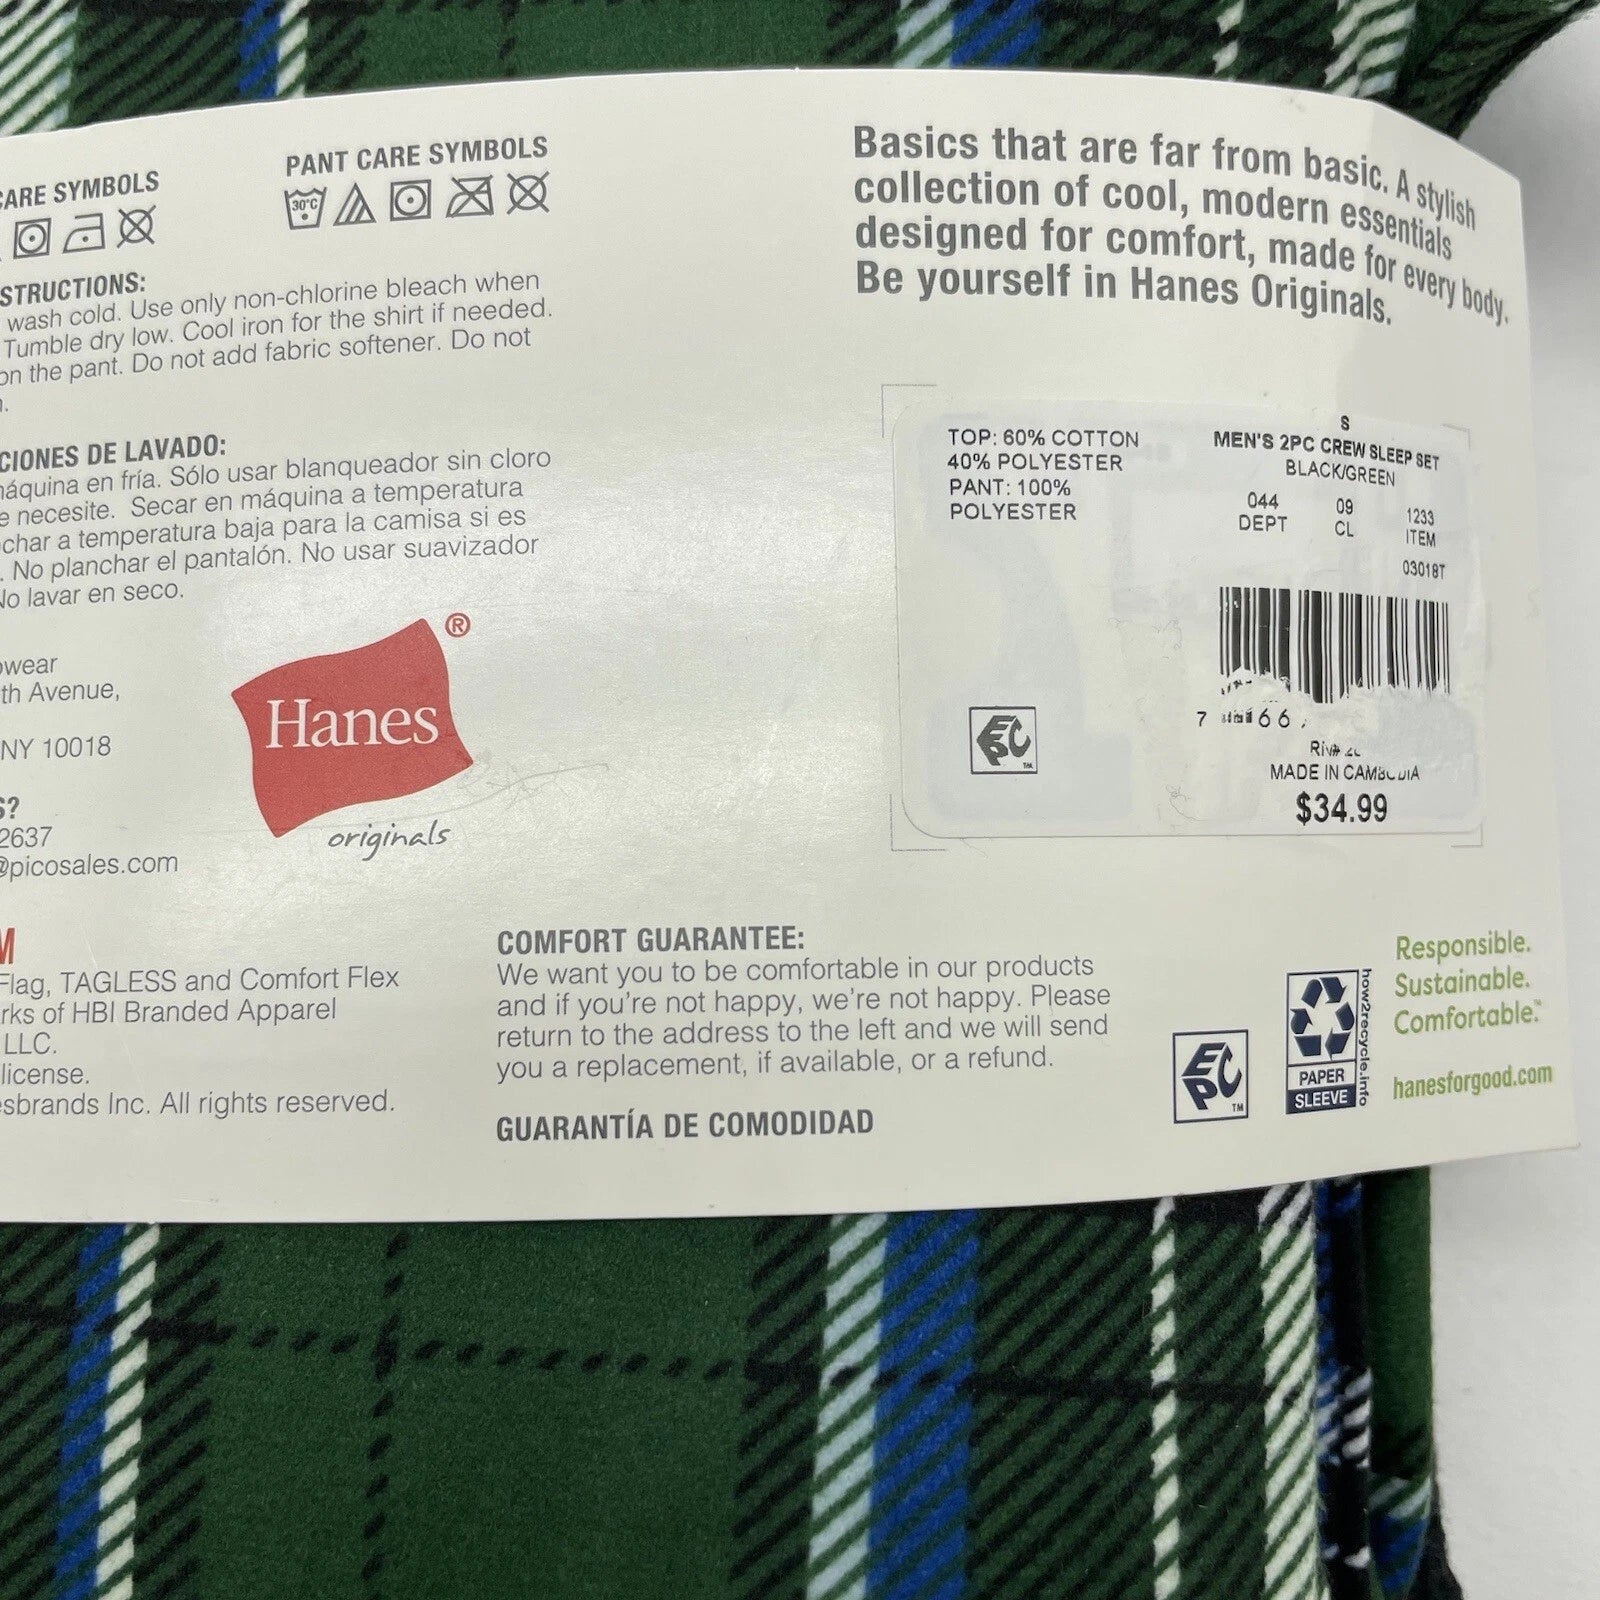 CARE SYMBOLS
PANT CARE SYMBOLS
30°C
STRUCTIONS:
wash cold. Use only non-chlorine bleach when
Tumble dry low. Cool iron for the shirt if needed.
on the pant. Do not add fabric softener. Do not
CIONES DE LAVADO:
máquina en fría. Sólo usar blanqueador sin cloro
e necesite. Secar en máquina a temperatura
char a temperatura baja para la camisa si es
. No planchar el pantalón. No usar suavizador
No lavar en seco.
wear
th Avenue,
NY 10018
S?
2637
@picosales.com
Hanes®
originals
M
Flag, TAGLESS and Comfort Flex
rks of HBI Branded Apparel
LLC.
license.
esbrands Inc. All rights reserved.
Basics that are far from basic. A stylish
collection of cool, modern essentials
designed for comfort, made for every body.
Be yourself in Hanes Originals.
TOP: 60% COTTON
40% POLYESTER
PANT: 100%
POLYESTER
S
MEN'S 2PC CREW SLEEP SET
BLACK/GREEN
044 09 1233
DEPT CL ITEM
03018T
7 66
MADE IN CAMBODIA
$34.99
EPC™
COMFORT GUARANTEE:
We want you to be comfortable in our products
and if you're not happy, we're not happy. Please
return to the address to the left and we will send
you a replacement, if available, or a refund.
GUARANTÍA DE COMODIDAD
EPC™
PAPER
SLEEVE
how2recycle.info
Responsible.
Sustainable.
Comfortable.™
hanesforgood.com